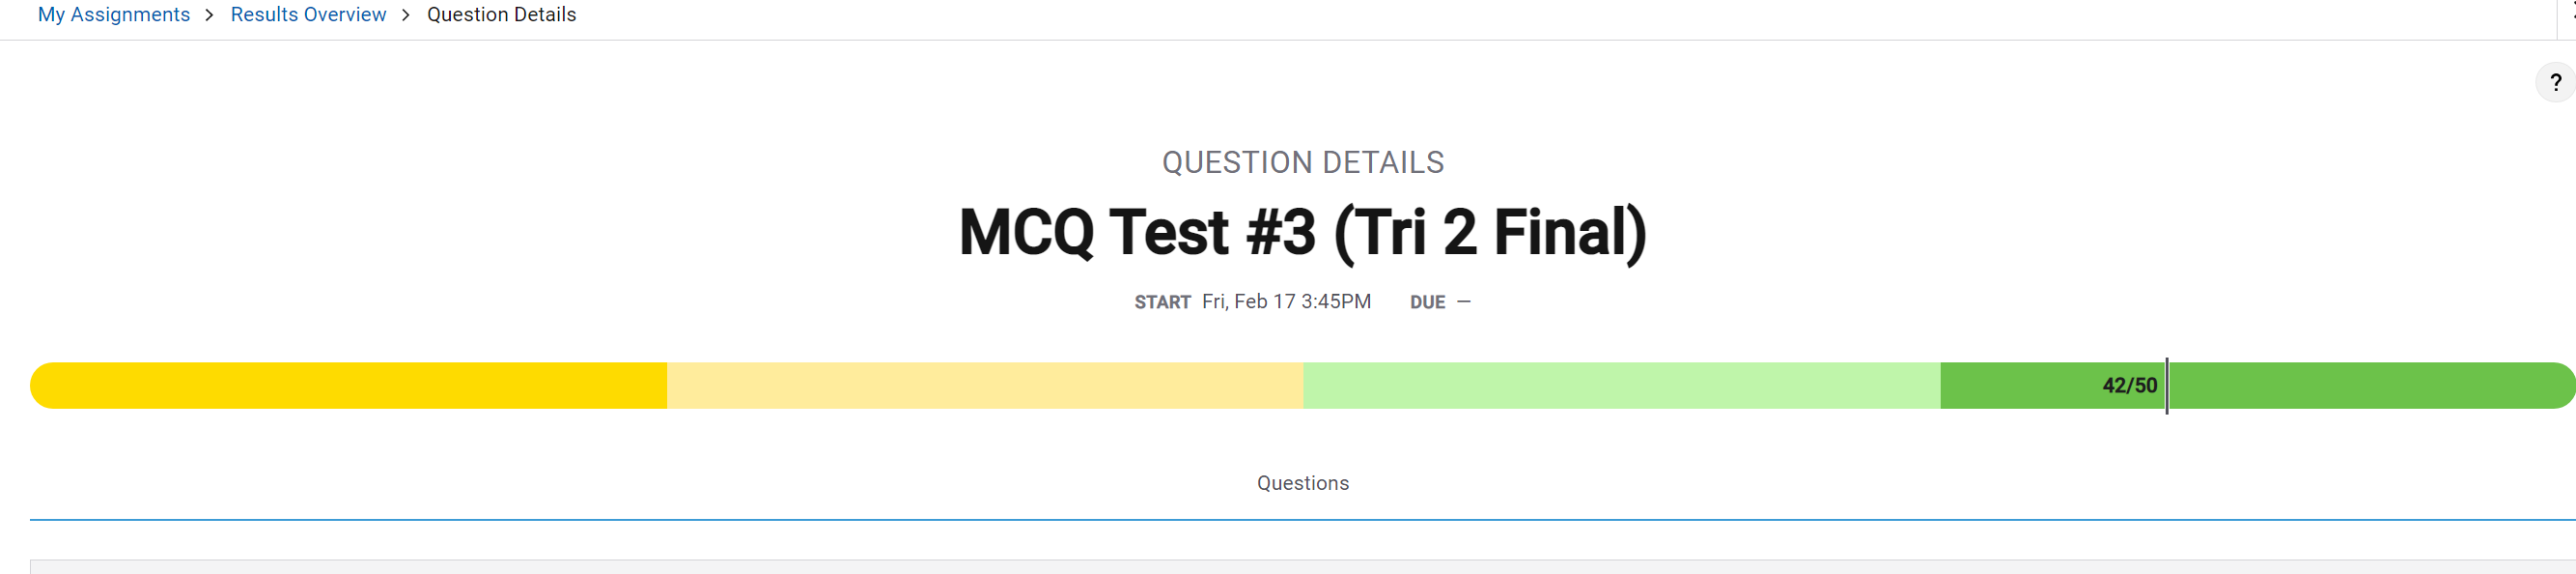 My Assignments > Results Overview > Question Details
?
QUESTION DETAILS
MCQ Test #3 (Tri 2 Final)
START Fri, Feb 17 3:45PM DUE —
42/50
Questions